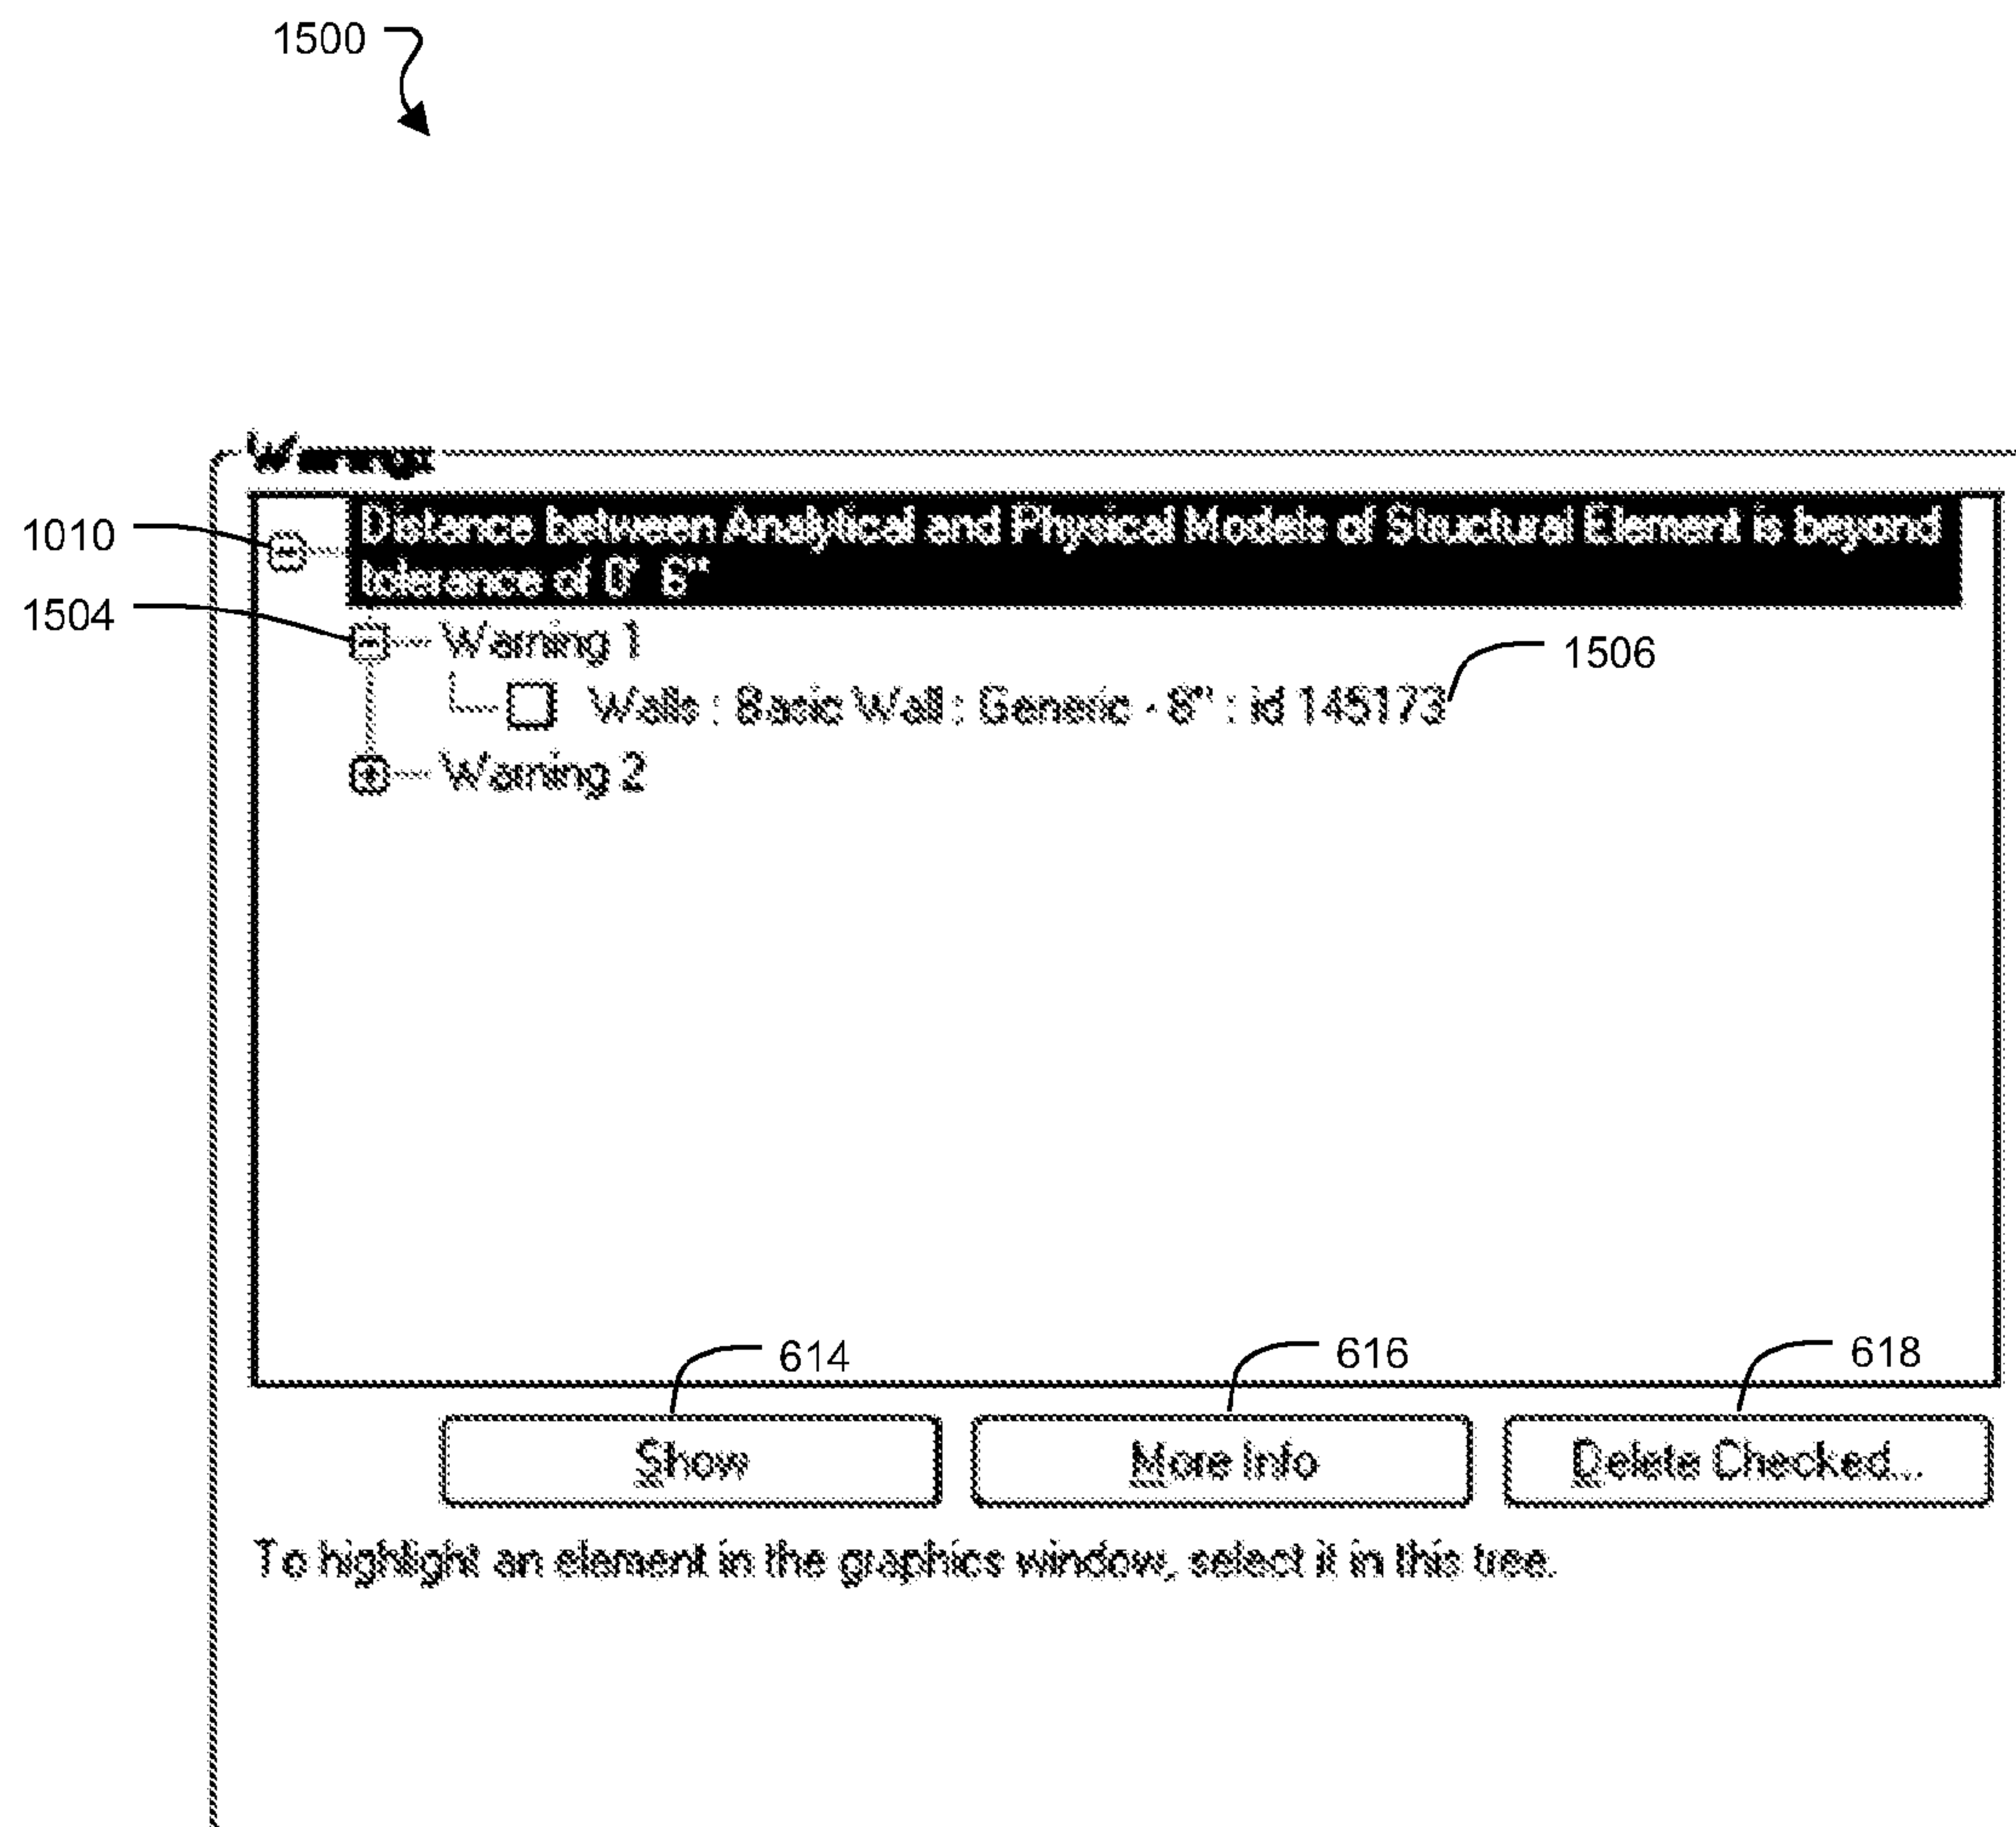 1500
Warnings
1010
Distance between Analytical and Physical Models of Structural Element is beyond
tolerance of 0' 6"
1504
Warning 1
1506
Walls : Basic Wall : Generic - 8" : id 145173
Warning 2
614
616
618
Show
More Info
Delete Checked...
To highlight an element in the graphics window, select it in this tree.